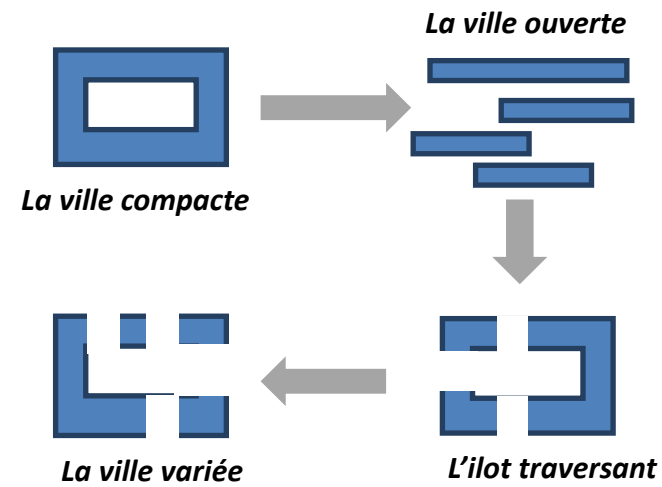 La ville ouverte
La ville compacte
La ville variée
L'ilot traversant